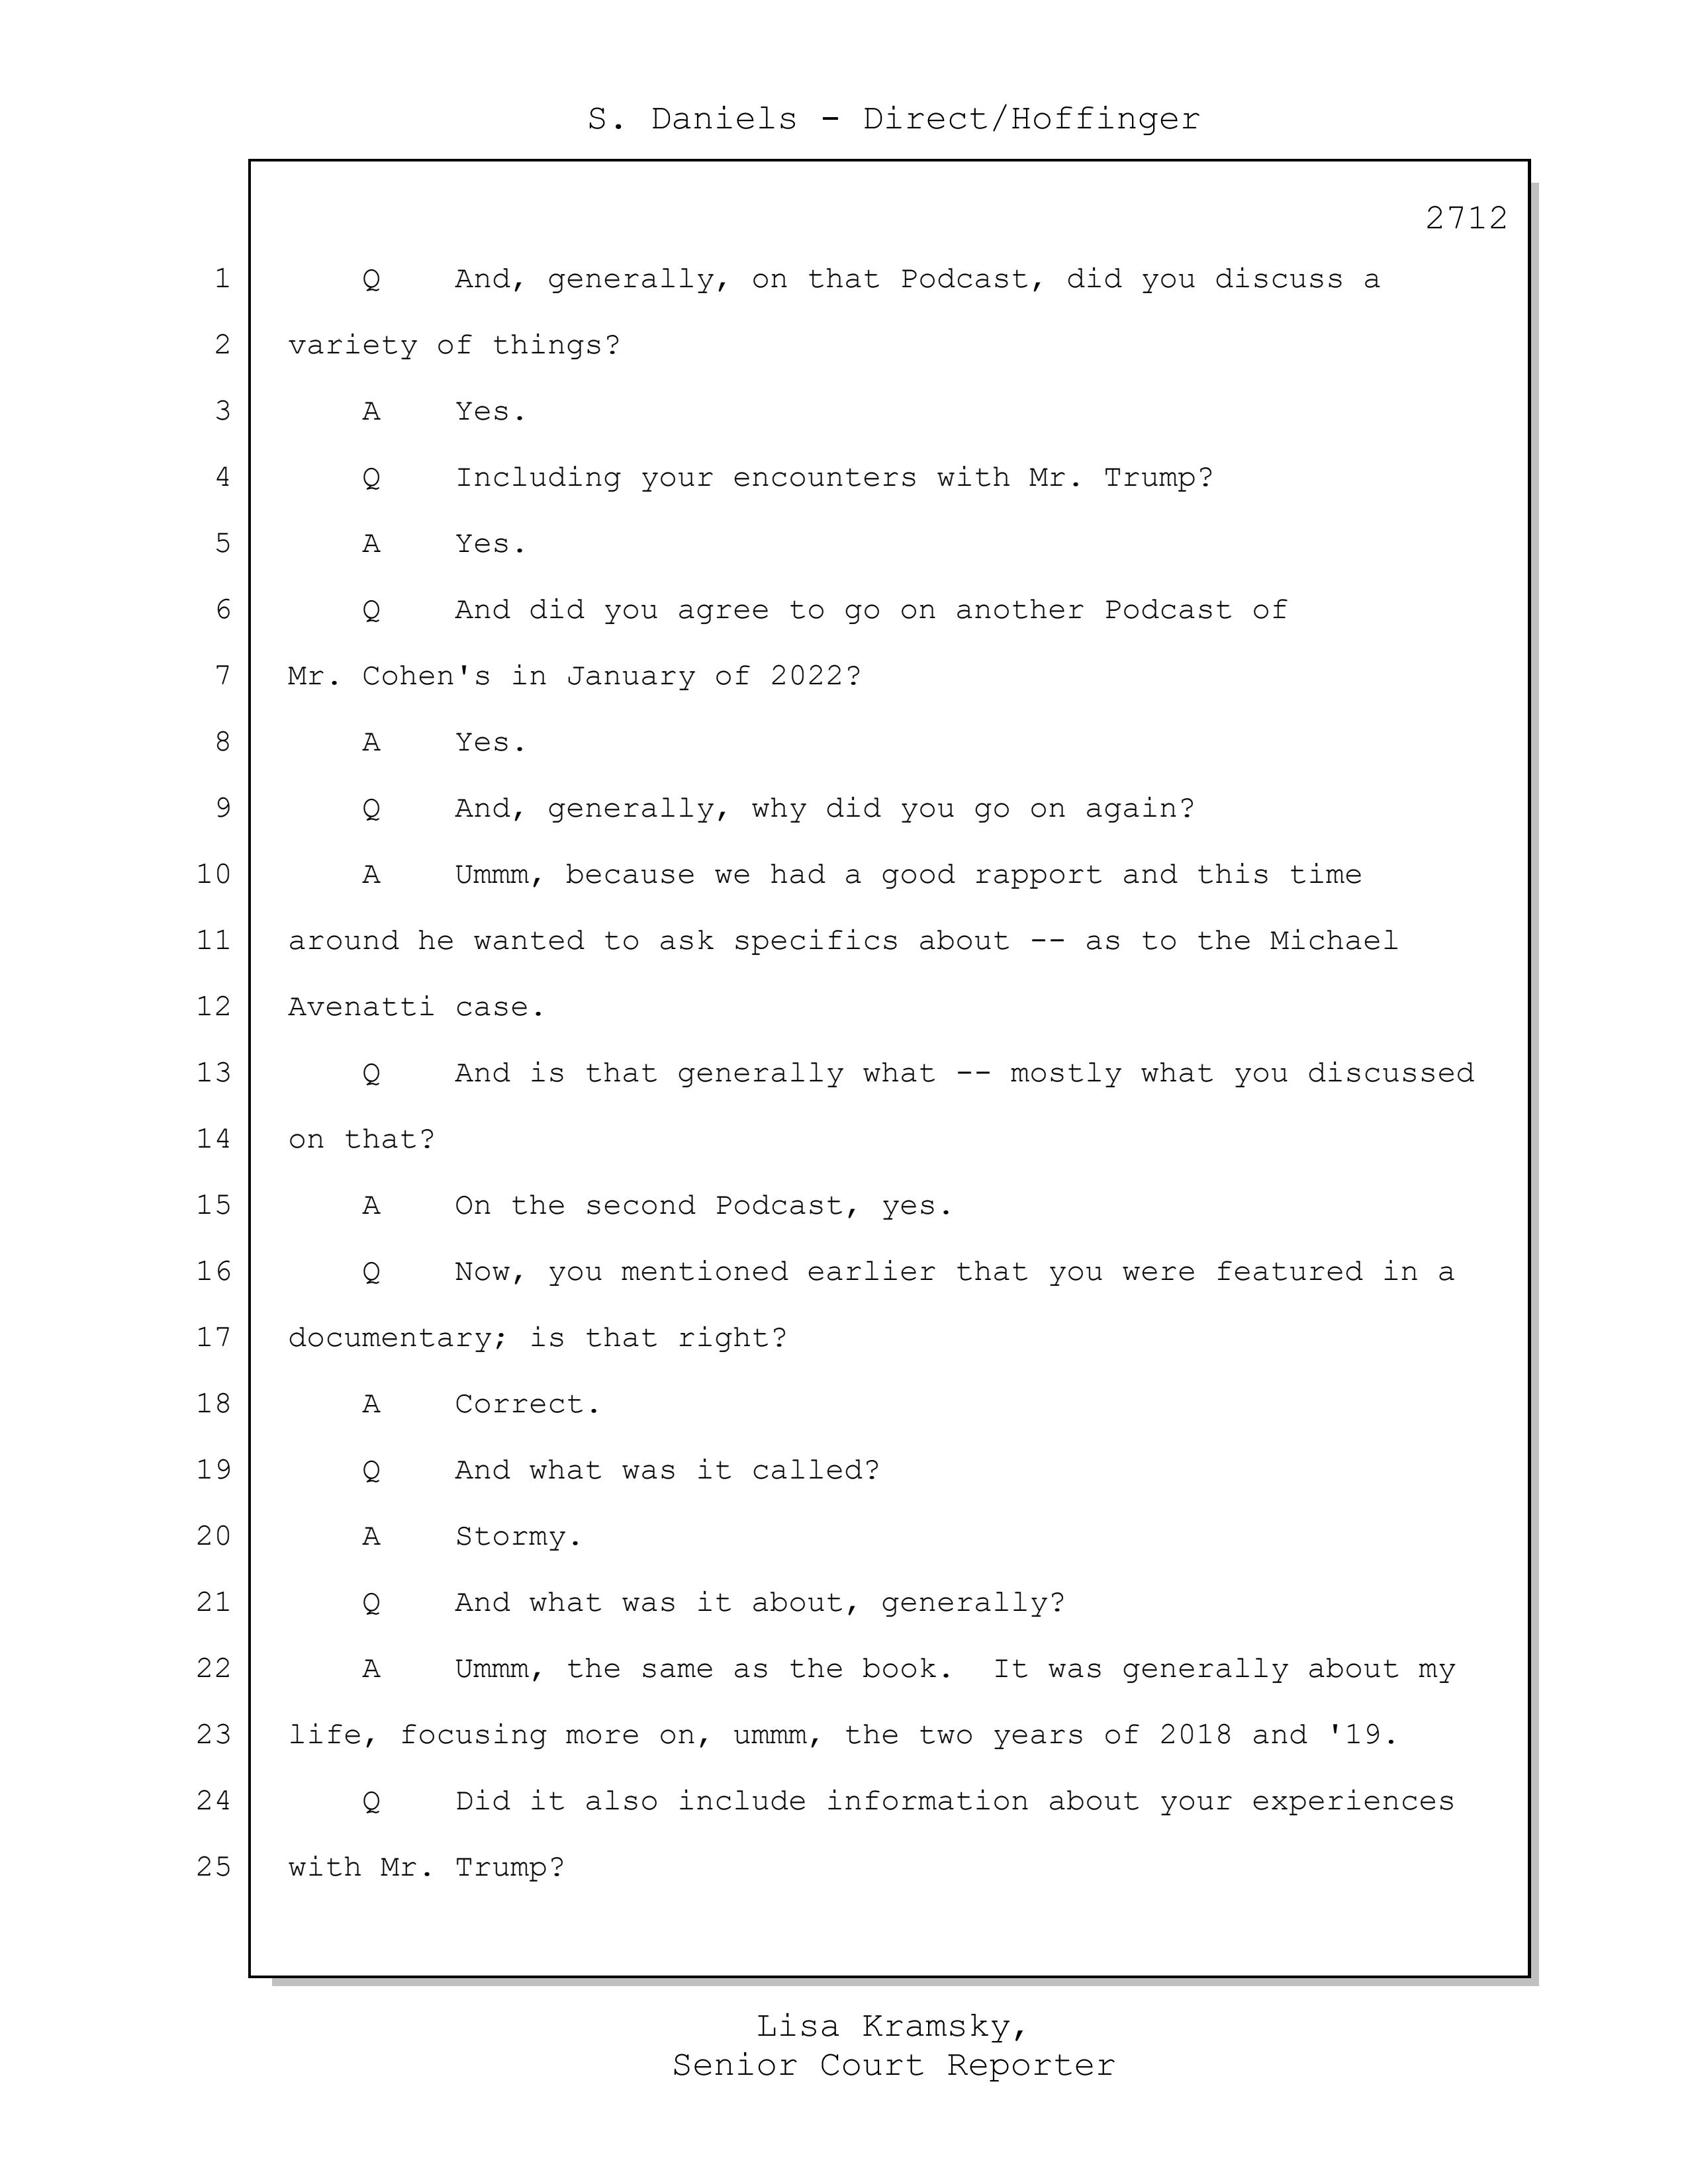 S. Daniels - Direct/Hoffinger
2712
1 Q And, generally, on that Podcast, did you discuss a
2 variety of things?
3 A Yes.
4 Q Including your encounters with Mr. Trump?
5 A Yes.
6 Q And did you agree to go on another Podcast of
7 Mr. Cohen's in January of 2022?
8 A Yes.
9 Q And, generally, why did you go on again?
10 A Ummm, because we had a good rapport and this time
11 around he wanted to ask specifics about -- as to the Michael
12 Avenatti case.
13 Q And is that generally what -- mostly what you discussed
14 on that?
15 A On the second Podcast, yes.
16 Q Now, you mentioned earlier that you were featured in a
17 documentary; is that right?
18 A Correct.
19 Q And what was it called?
20 A Stormy.
21 Q And what was it about, generally?
22 A Ummm, the same as the book. It was generally about my
23 life, focusing more on, ummm, the two years of 2018 and '19.
24 Q Did it also include information about your experiences
25 with Mr. Trump?
Lisa Kramsky,
Senior Court Reporter